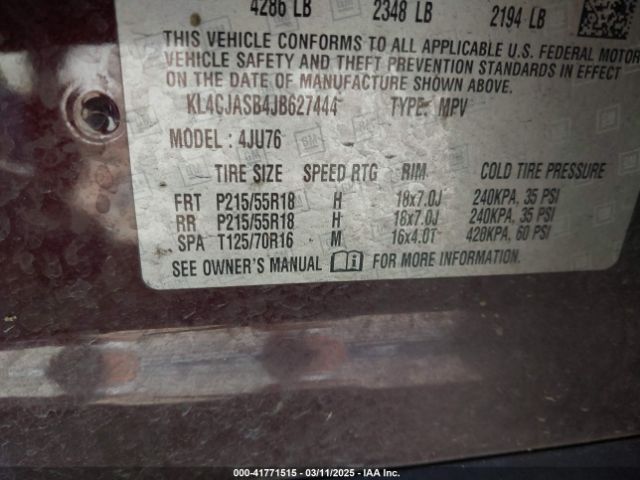 4286 LB 2348 LB 2194 LB
THIS VEHICLE CONFORMS TO ALL APPLICABLE U.S. FEDERAL MOTOR
VEHICLE SAFETY AND THEFT PREVENTION STANDARDS IN EFFECT
ON THE DATE OF MANUFACTURE SHOWN ABOVE.
KL4CJASB4JB627444 TYPE: MPV
MODEL: 4JU76
TIRE SIZE SPEED RTG RIM COLD TIRE PRESSURE
FRT P215/55R18 H 18x7.0J 240KPA, 35 PSI
RR P215/55R18 H 18x7.0J 240KPA, 35 PSI
SPA T125/70R16 M 16x4.0T 420KPA, 60 PSI
SEE OWNER'S MANUAL i FOR MORE INFORMATION.
000-41771515 - 03/11/2025 - IAA Inc.